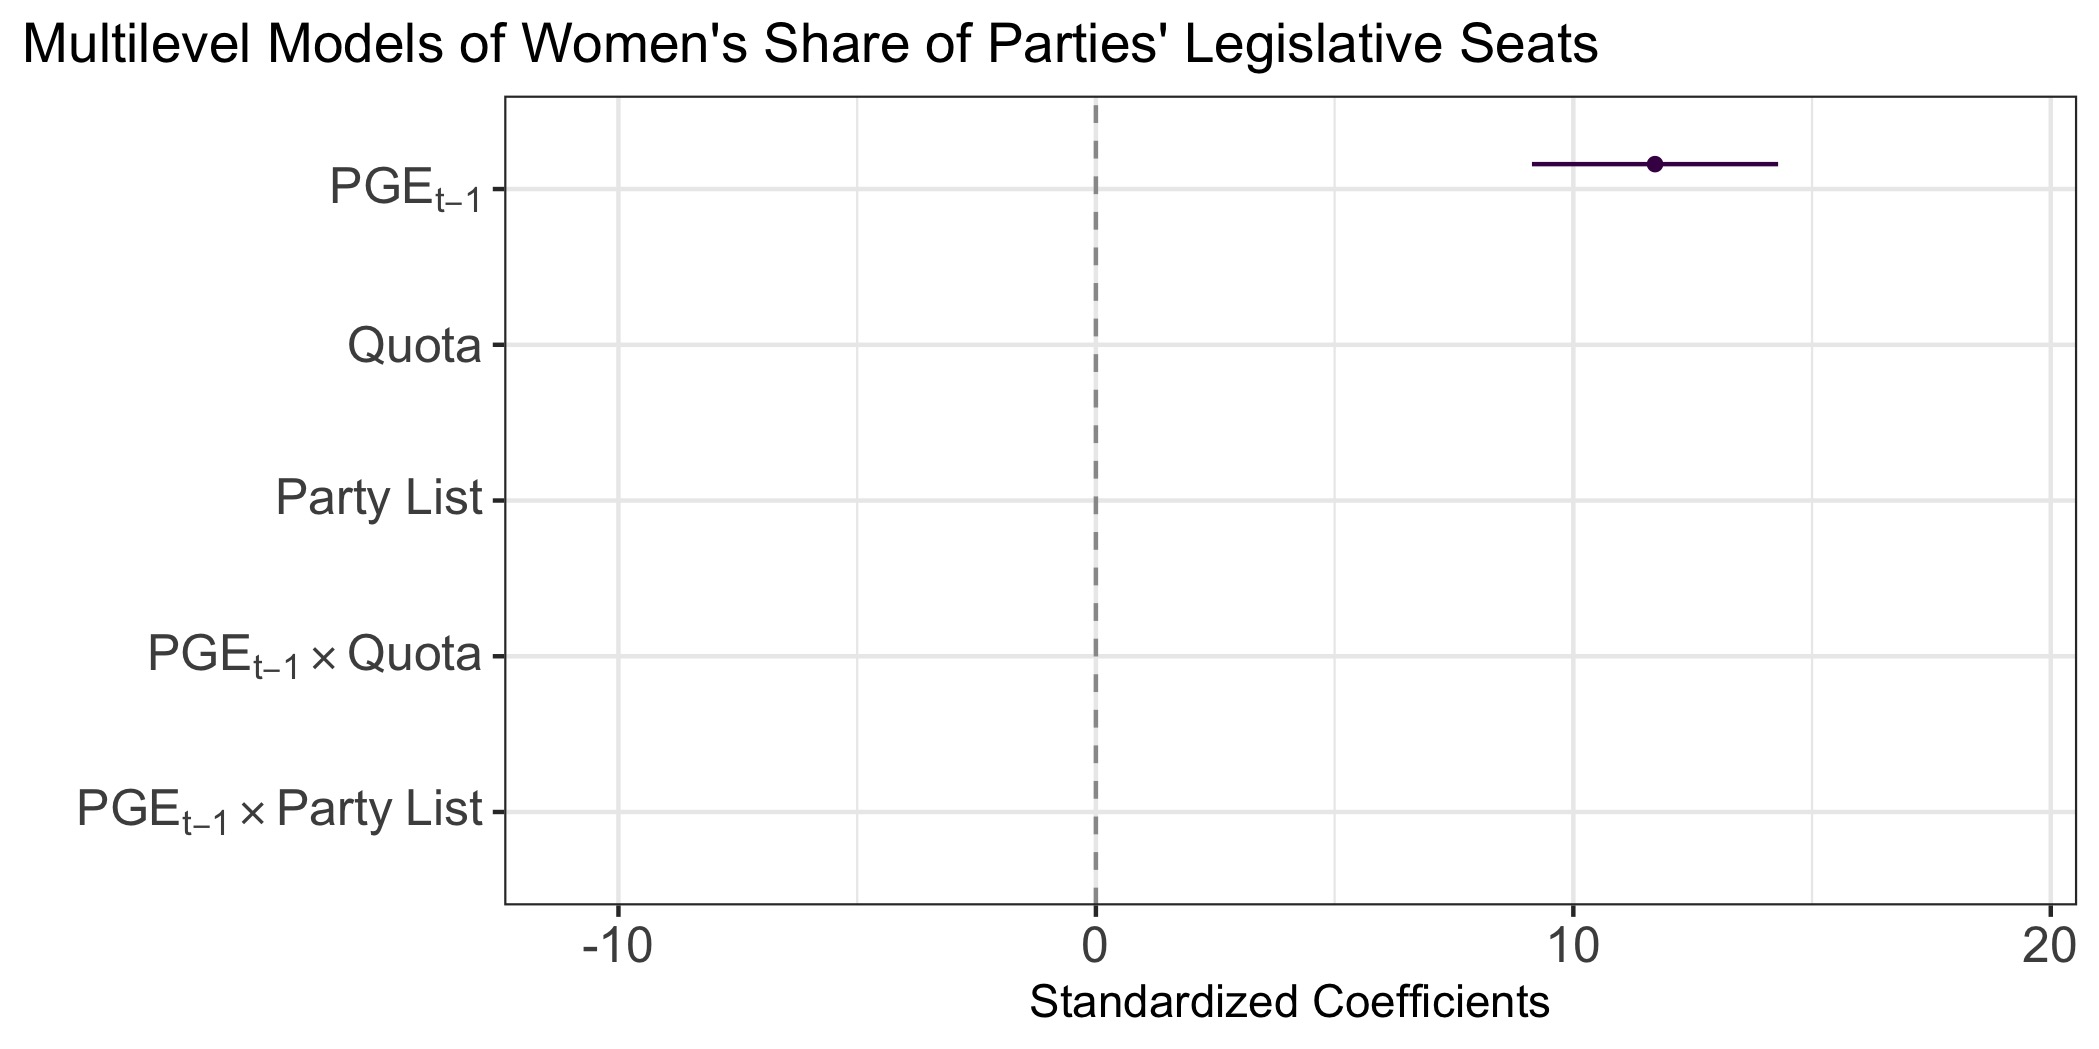 Multilevel Models of Women's Share of Parties' Legislative Seats
PGEt−1
Quota
Party List
PGEt−1 × Quota
PGEt−1 × Party List
-10 0 10 20
Standardized Coefficients